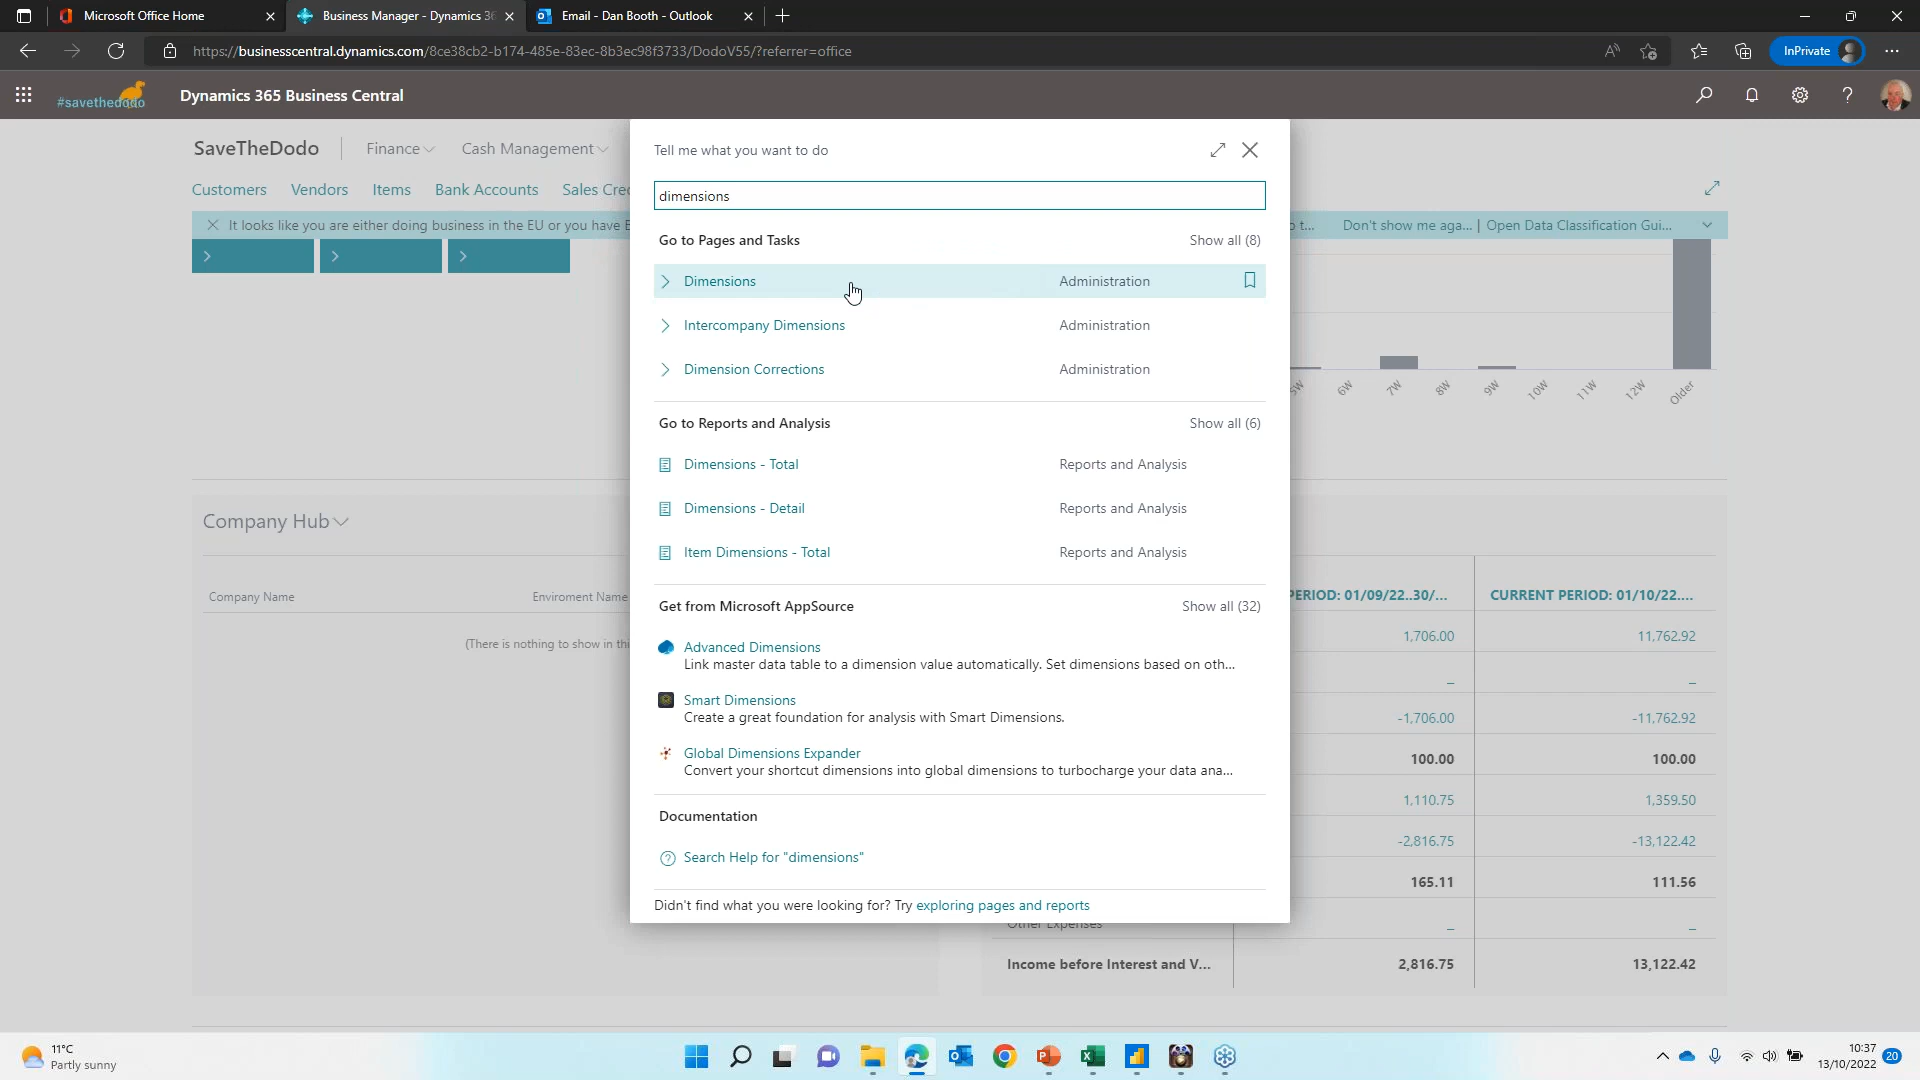 Microsoft Office Home
Business Manager - Dynamics 36
Email - Dan Booth - Outlook
https://businesscentral.dynamics.com/8ce38cb2-b174-485e-83ec-8b3ec98f3733/DodoV55/?referrer=office
InPrivate
#savethedodo
Dynamics 365 Business Central
SaveTheDodo
Finance
Cash Management
Customers
Vendors
Items
Bank Accounts
Sales Cre
It looks like you are either doing business in the EU or you have E
o t...
Don't show me aga... | Open Data Classification Gui...
Tell me what you want to do
dimensions
Go to Pages and Tasks
Show all (8)
Dimensions
Administration
Intercompany Dimensions
Administration
Dimension Corrections
Administration
Go to Reports and Analysis
Show all (6)
Dimensions - Total
Reports and Analysis
Dimensions - Detail
Reports and Analysis
Item Dimensions - Total
Reports and Analysis
Get from Microsoft AppSource
Show all (32)
Advanced Dimensions
Link master data table to a dimension value automatically. Set dimensions based on oth...
Smart Dimensions
Create a great foundation for analysis with Smart Dimensions.
Global Dimensions Expander
Convert your shortcut dimensions into global dimensions to turbocharge your data ana...
Documentation
Search Help for "dimensions"
Didn't find what you were looking for? Try exploring pages and reports
5W
6W
7W
8W
9W
10W
11W
12W
Older
Company Hub
Company Name
Enviroment Name
(There is nothing to show in thi
PERIOD: 01/09/22..30/...
CURRENT PERIOD: 01/10/22....
1,706.00
11,762.92
–
–
-1,706.00
-11,762.92
100.00
100.00
1,110.75
1,359.50
-2,816.75
-13,122.42
165.11
111.56
Other Expenses
–
–
Income before Interest and V...
2,816.75
13,122.42
11°C
Partly sunny
10:37
13/10/2022
20